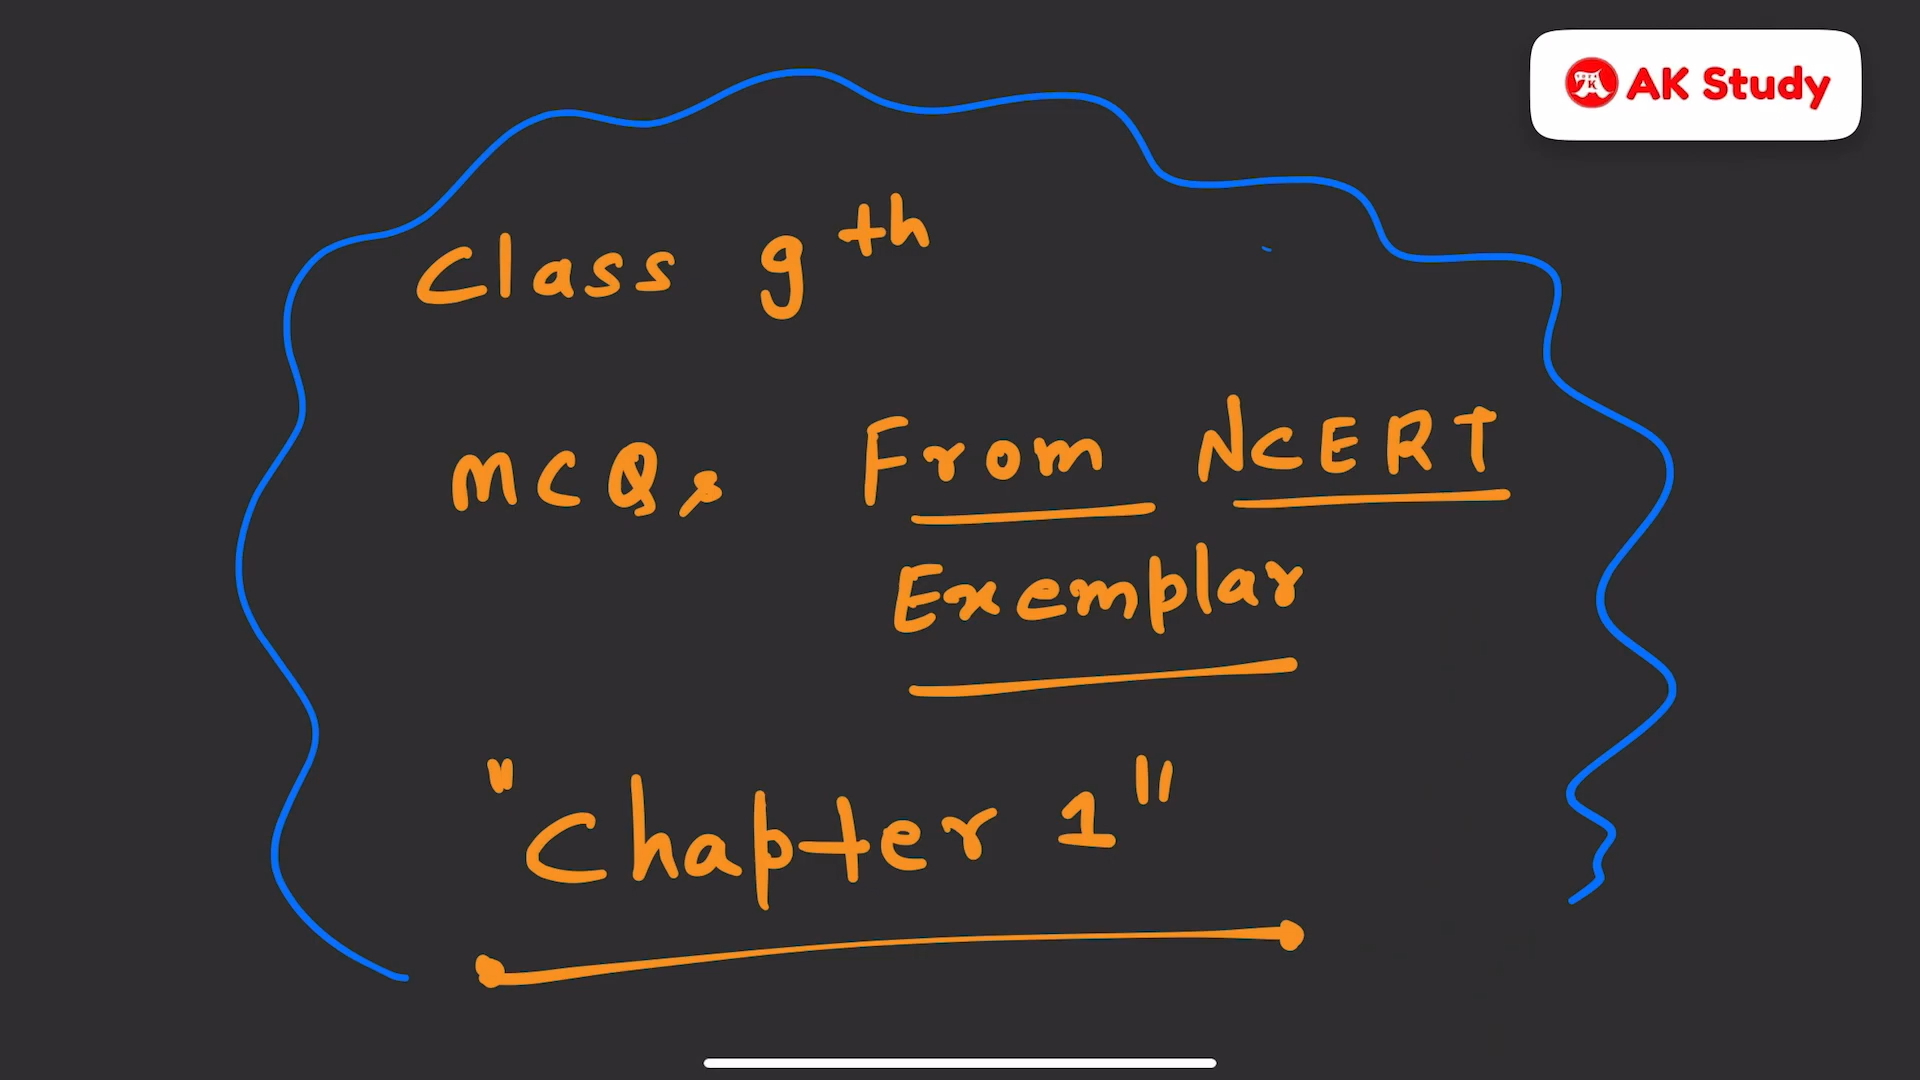 AK Study
Class 9th
MCQs From NCERT
Exemplar
"Chapter 1"